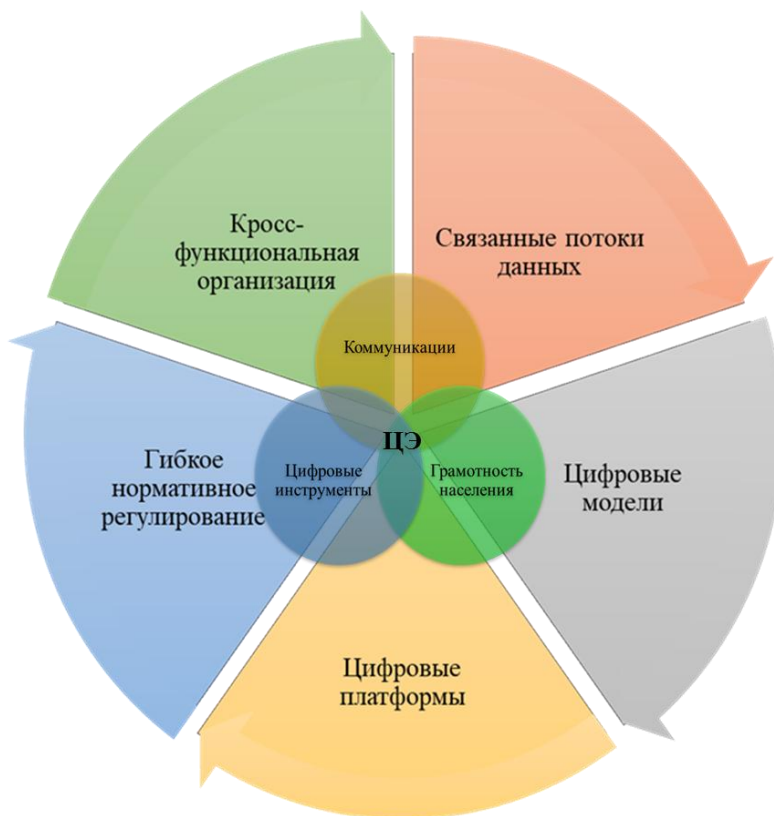 Кросс-
функциональная
организация
Связанные потоки
данных
Коммуникации
ЦЭ
Гибкое
нормативное
регулирование
Цифровые
инструменты
Грамотность
населения
Цифровые
модели
Цифровые
платформы